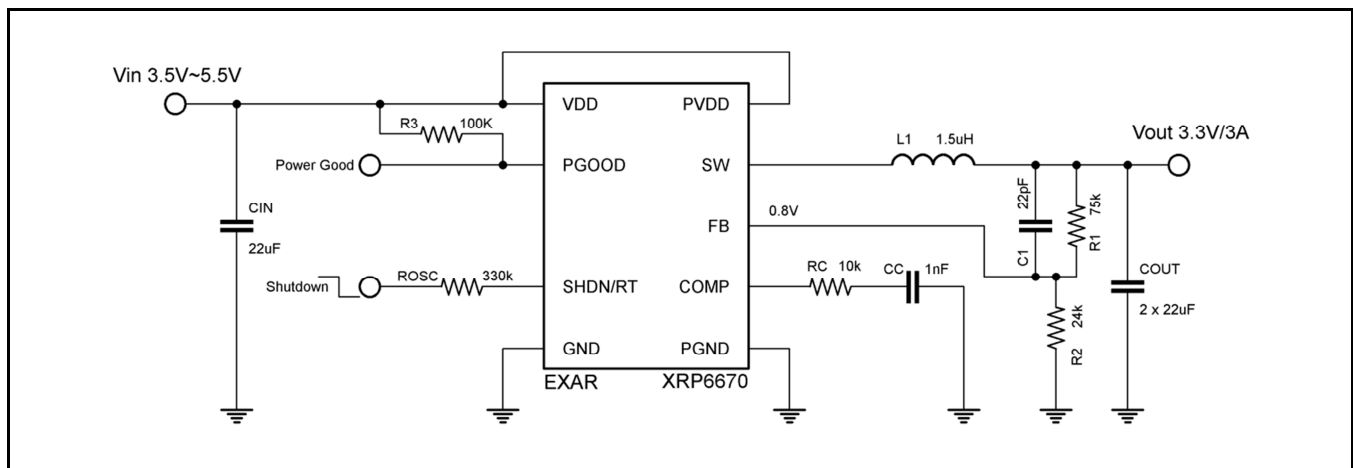 Vin 3.5V~5.5V
VDD
PVDD
R3 100K
L1 1.5uH
Vout 3.3V/3A
Power Good
PGOOD
SW
22pF
75k
CIN
0.8V
FB
C1
R1
22uF
RC 10k
CC 1nF
COUT
Shutdown
ROSC 330k
SHDN/RT
COMP
2 x 22uF
24k
R2
GND
PGND
EXAR
XRP6670